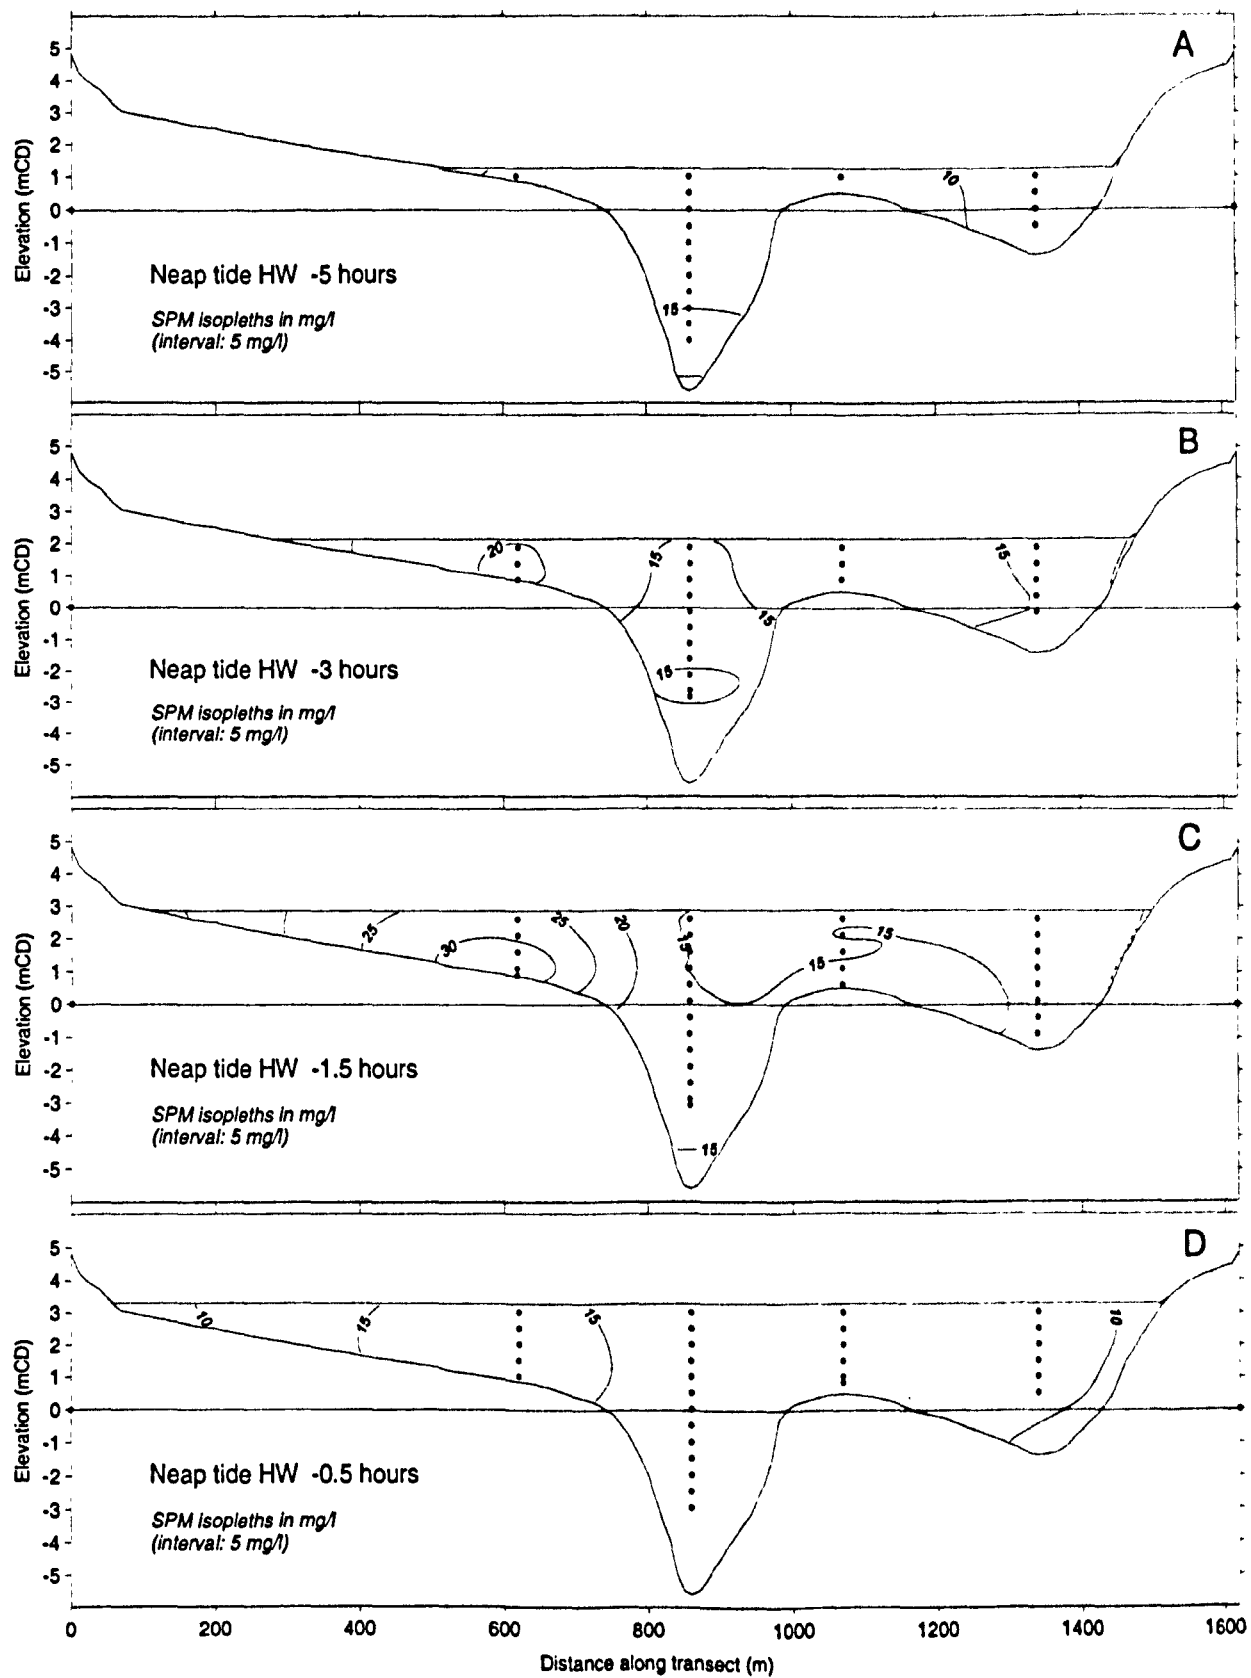 A
5
4
3
2
1
0
-1
-2
-3
-4
-5
Elevation (mCD)
10
15
Neap tide HW -5 hours
SPM isopleths in mg/l
(interval: 5 mg/l)
B
5
4
3
2
1
0
-1
-2
-3
-4
-5
Elevation (mCD)
20
15
15
15
15
Neap tide HW -3 hours
SPM isopleths in mg/l
(interval: 5 mg/l)
C
5
4
3
2
1
0
-1
-2
-3
-4
-5
Elevation (mCD)
25
30
25
20
15
15
15
15
Neap tide HW -1.5 hours
SPM isopleths in mg/l
(interval: 5 mg/l)
D
5
4
3
2
1
0
-1
-2
-3
-4
-5
Elevation (mCD)
10
15
15
10
Neap tide HW -0.5 hours
SPM isopleths in mg/l
(interval: 5 mg/l)
0 200 400 600 800 1000 1200 1400 1600
Distance along transect (m)